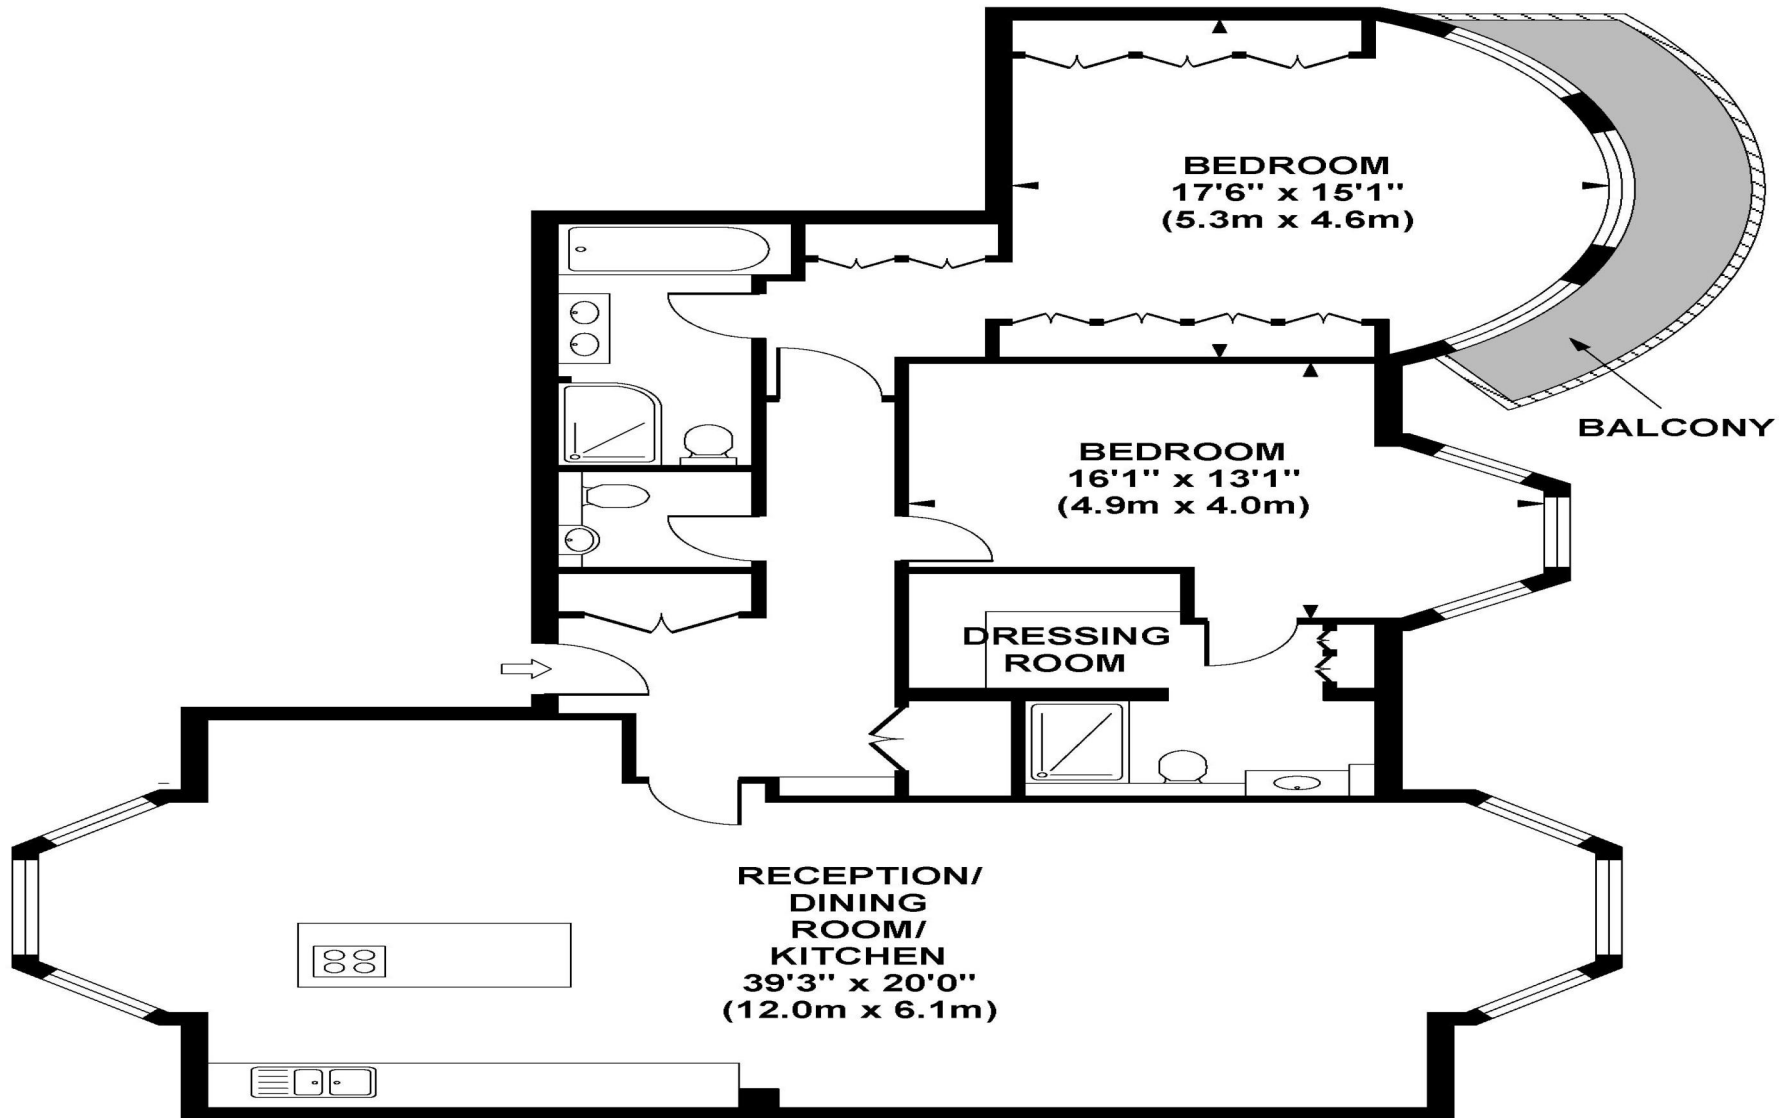 BEDROOM
17'6" x 15'1"
(5.3m x 4.6m)
BALCONY
BEDROOM
16'1" x 13'1"
(4.9m x 4.0m)
DRESSING
ROOM
RECEPTION/
DINING
ROOM/
KITCHEN
39'3" x 20'0"
(12.0m x 6.1m)